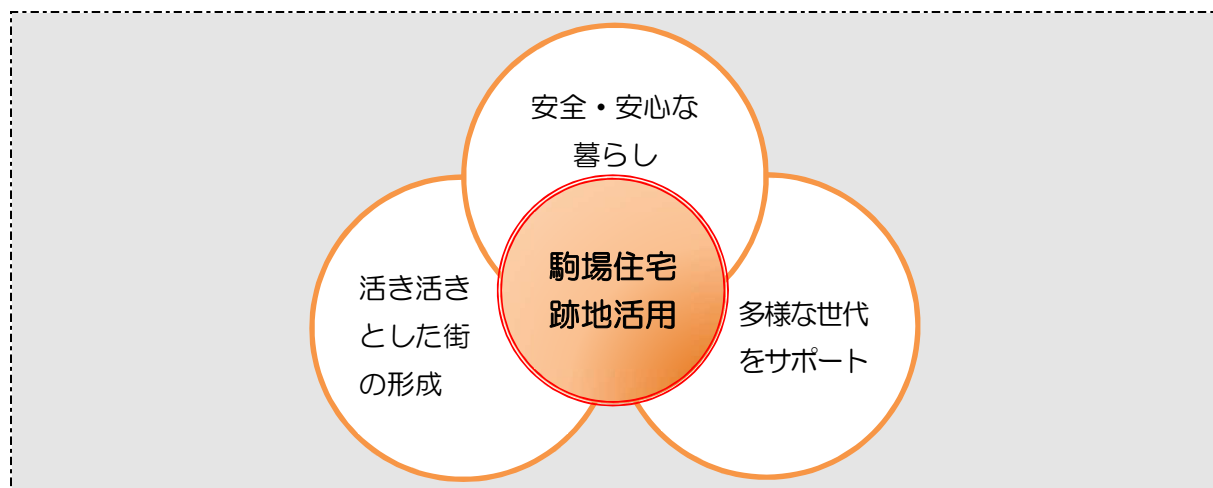 安全・安心な
暮らし
駒場住宅
跡地活用
活き活き
とした街
の形成
多様な世代
をサポート